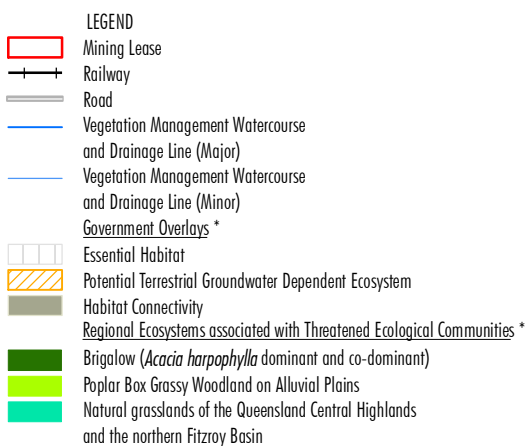 LEGEND
Mining Lease
Railway
Road
Vegetation Management Watercourse
and Drainage Line (Major)
Vegetation Management Watercourse
and Drainage Line (Minor)
Government Overlays *
Essential Habitat
Potential Terrestrial Groundwater Dependent Ecosystem
Habitat Connectivity
Regional Ecosystems associated with Threatened Ecological Communities *
Brigalow (Acacia harpophylla dominant and co-dominant)
Poplar Box Grassy Woodland on Alluvial Plains
Natural grasslands of the Queensland Central Highlands
and the northern Fitzroy Basin